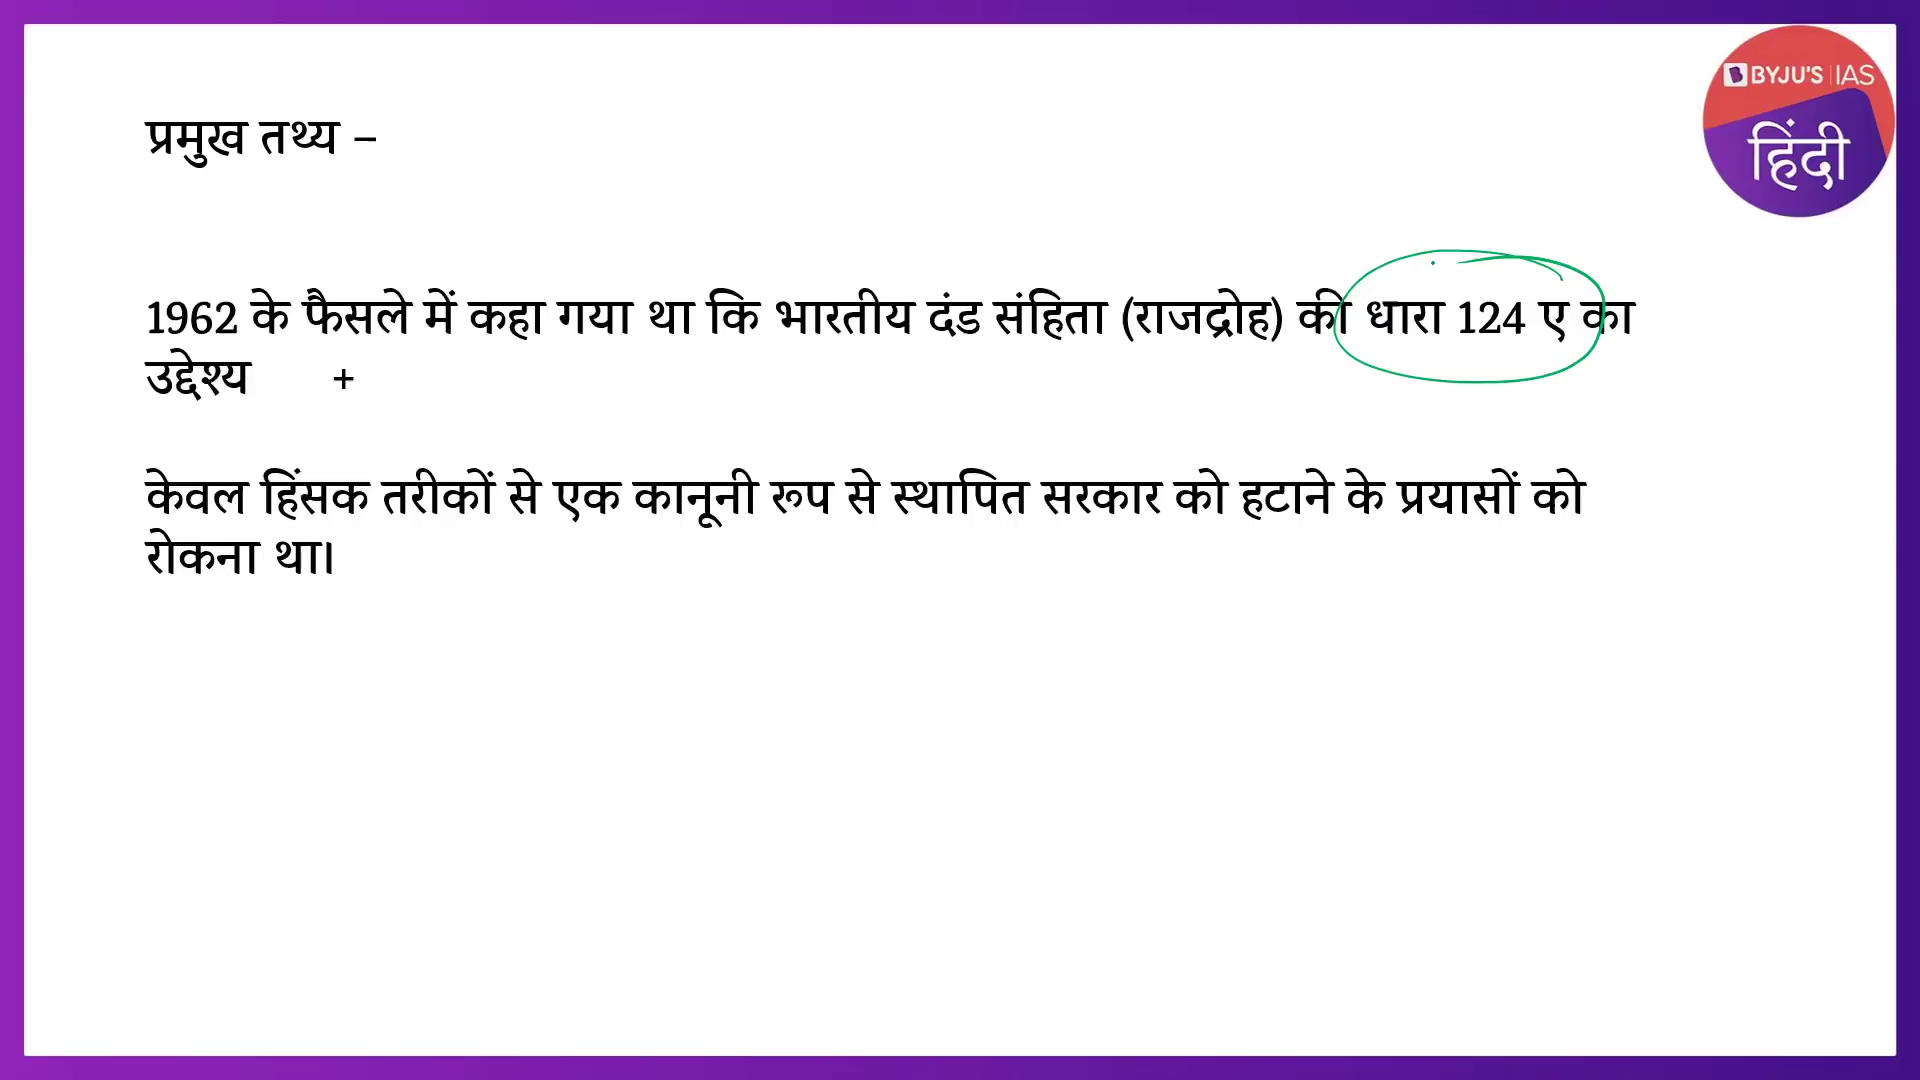 BYJU'S IAS
हिंदी
प्रमुख तथ्य –
1962 के फैसले में कहा गया था कि भारतीय दंड संहिता (राजद्रोह) की धारा 124 ए का
उद्देश्य +
केवल हिंसक तरीकों से एक कानूनी रूप से स्थापित सरकार को हटाने के प्रयासों को
रोकना था।